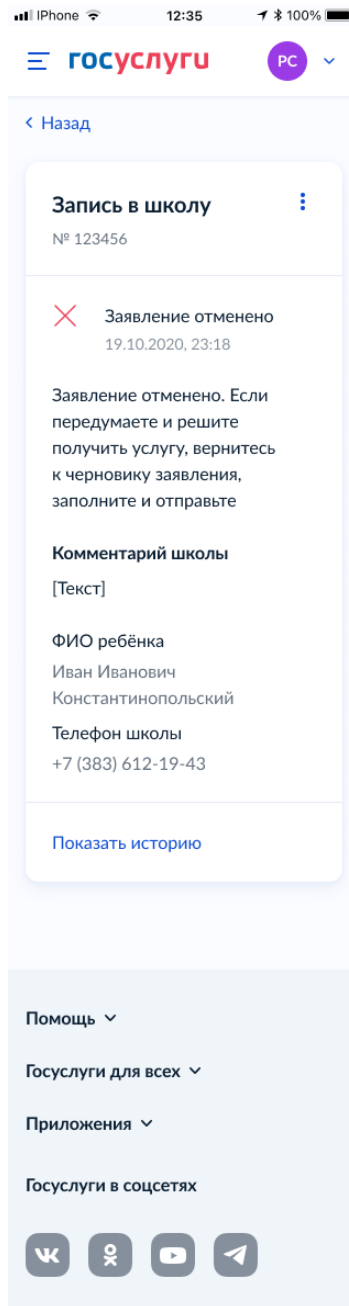 IPhone 12:35 100%
госуслуги РС
Назад
Запись в школу
№ 123456
Заявление отменено
19.10.2020, 23:18
Заявление отменено. Если
передумаете и решите
получить услугу, вернитесь
к черновику заявления,
заполните и отправьте
Комментарий школы
[Текст]
ФИО ребёнка
Иван Иванович
Константинопольский
Телефон школы
+7 (383) 612-19-43
Показать историю
Помощь
Госуслуги для всех
Приложения
Госуслуги в соцсетях